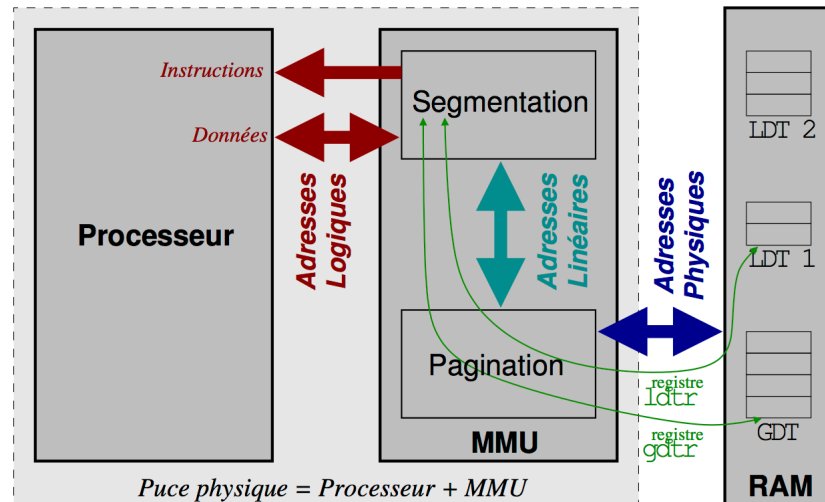 Instructions
Données
Processeur
Adresses
Logiques
Segmentation
Adresses
Linéaires
Pagination
MMU
Adresses
Physiques
registre
ldtr
registre
gdtr
LDT 2
LDT 1
GDT
RAM
Puce physique = Processeur + MMU